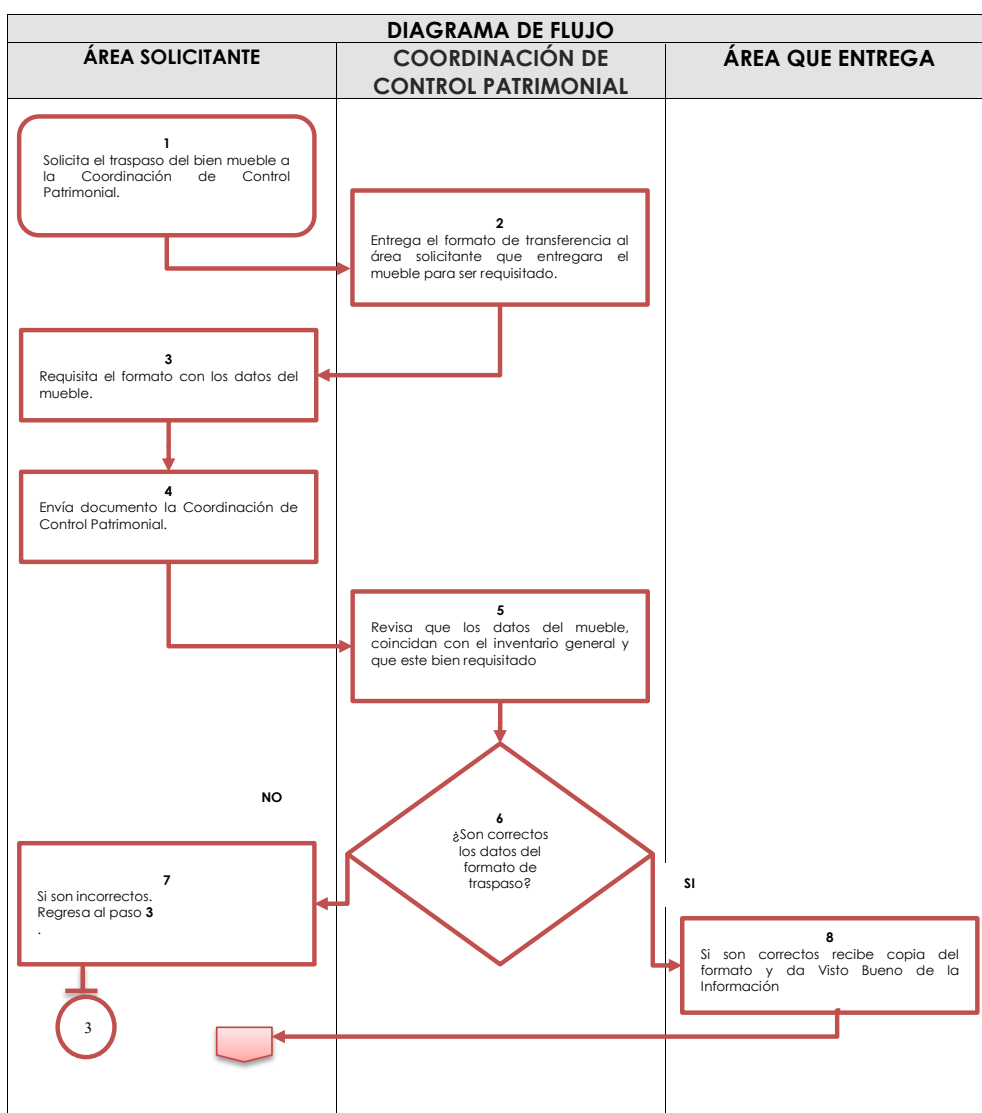 DIAGRAMA DE FLUJO
ÁREA SOLICITANTE
COORDINACIÓN DE
CONTROL PATRIMONIAL
ÁREA QUE ENTREGA
1
Solicita el traspaso del bien mueble a
la Coordinación de Control
Patrimonial.
2
Entrega el formato de transferencia al
área solicitante que entregara el
mueble para ser requisitado.
3
Requisita el formato con los datos del
mueble.
4
Envía documento la Coordinación de
Control Patrimonial.
5
Revisa que los datos del mueble,
coincidan con el inventario general y
que este bien requisitado
6
¿Son correctos
los datos del
formato de
traspaso?
NO
7
Si son incorrectos.
Regresa al paso 3
.
3
SI
8
Si son correctos recibe copia del
formato y da Visto Bueno de la
Información